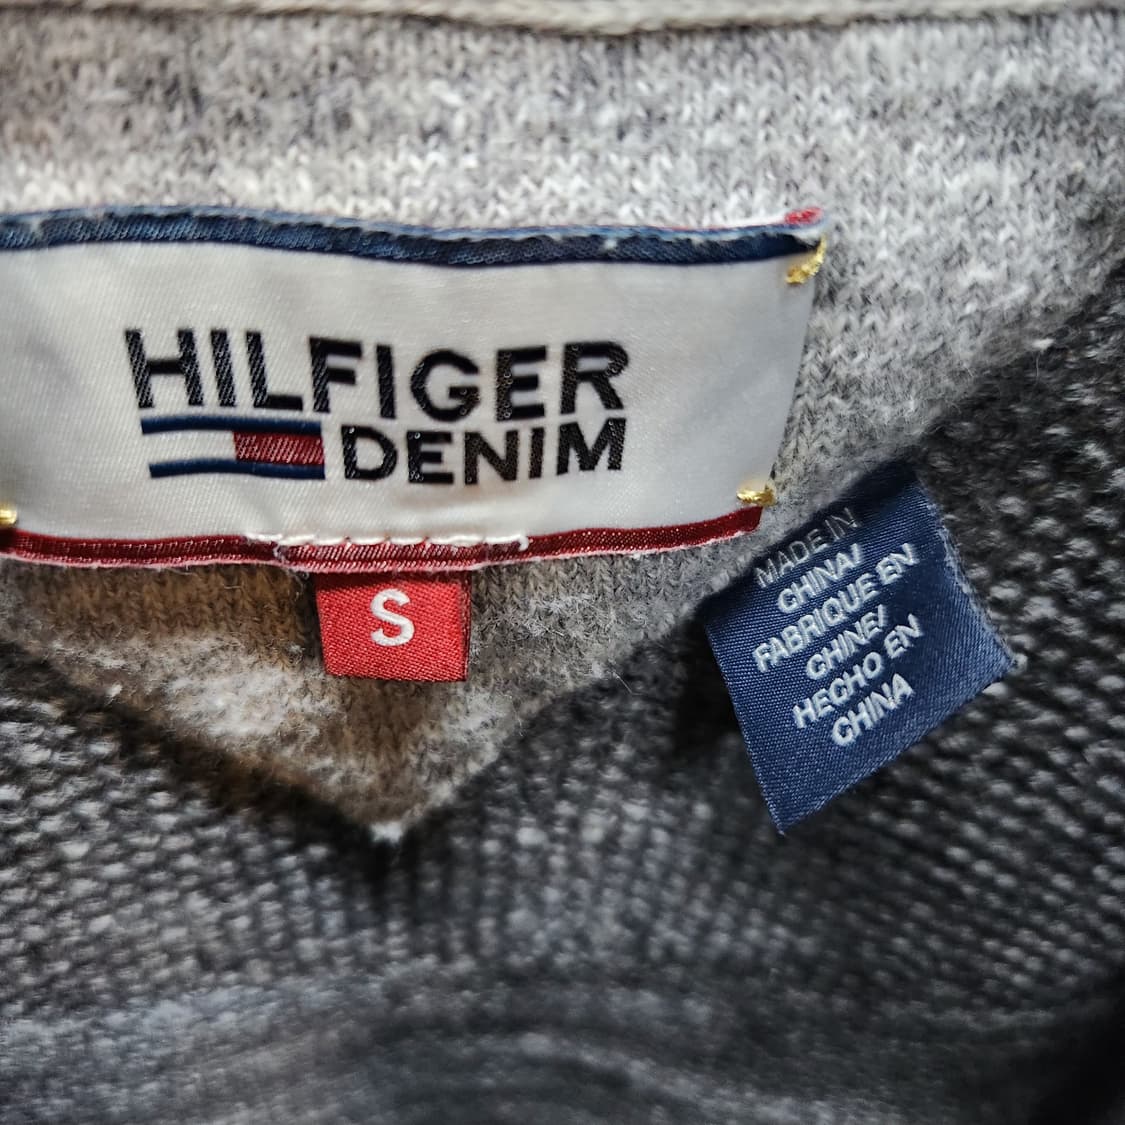 HILFIGER
DENIM
S
MADE IN
CHINA/
FABRIQUE EN
CHINE/
HECHO EN
CHINA